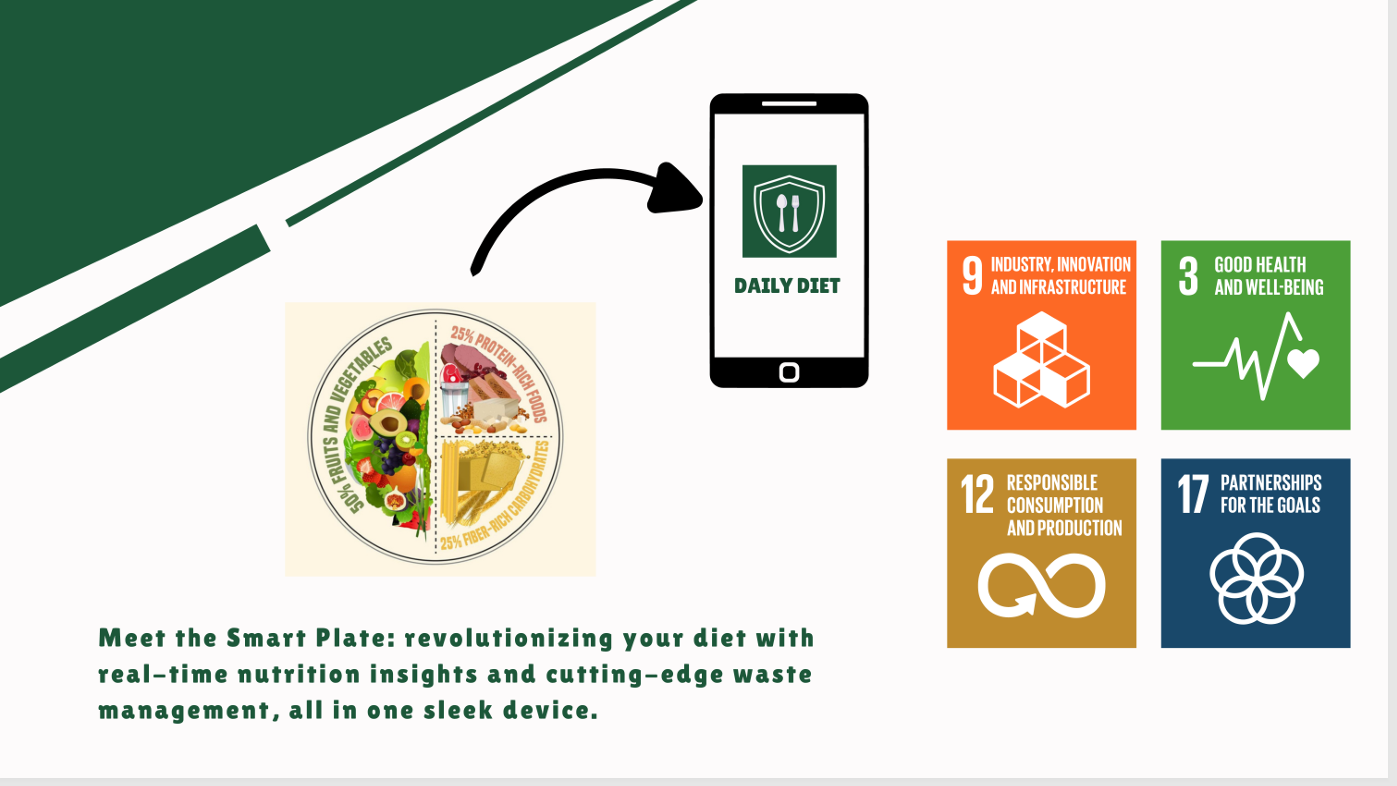 DAILY DIET
50% FRUITS AND VEGETABLES
25% PROTEIN-RICH FOODS
25% FIBER-RICH CARBOHYDRATES
Meet the Smart Plate: revolutionizing your diet with
real-time nutrition insights and cutting-edge waste
management, all in one sleek device.
9 INDUSTRY, INNOVATION
AND INFRASTRUCTURE
3 GOOD HEALTH
AND WELL-BEING
12 RESPONSIBLE
CONSUMPTION
AND PRODUCTION
17 PARTNERSHIPS
FOR THE GOALS